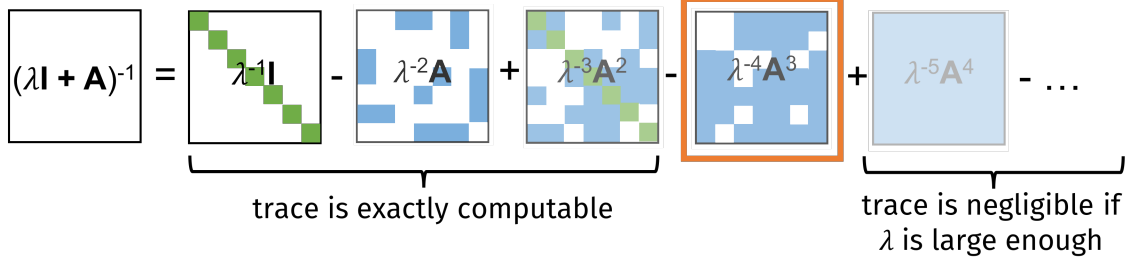 (λI + A)⁻¹ = λ⁻¹I - λ⁻²A + λ⁻³A² - λ⁻⁴A³ + λ⁻⁵A⁴ - ...
trace is exactly computable
trace is negligible if
λ is large enough